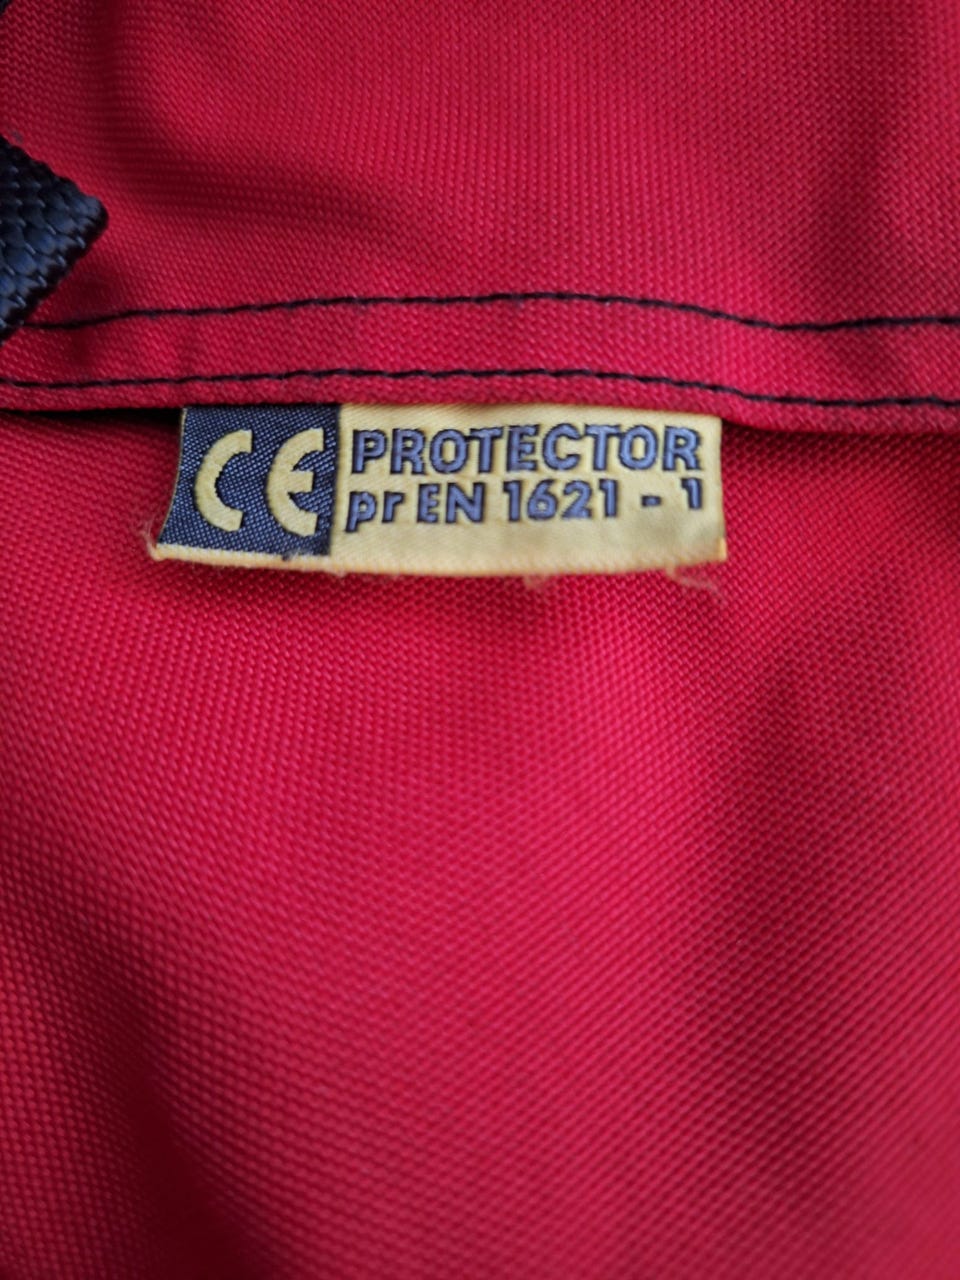 CE PROTECTOR
pr EN 1621 - 1